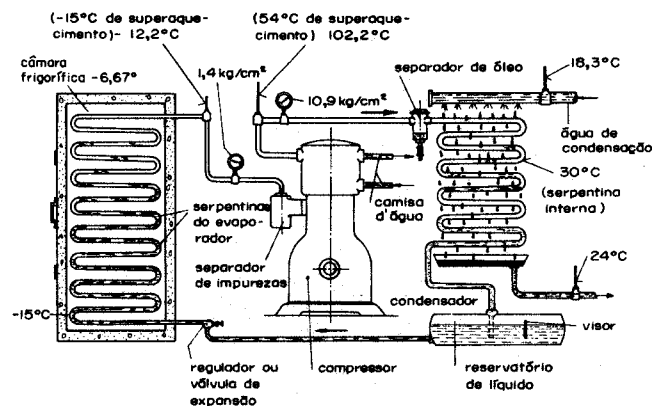 (-15°C de superaque-
cimento)- 12,2°C
(54°C de superaque-
cimento) 102,2°C
separador de óleo
18,3°C
câmara
frigorífica -6,67°
1,4 kg/cm²
10,9 kg/cm²
água de
condensação
30°C
(serpentina
interna)
camisa
d'água
serpentinas
do evapo-
rador
separador
de impurezas
24°C
condensador
-15°C
visor
regulador ou
válvula de
expansão
compressor
reservatório
de líquido